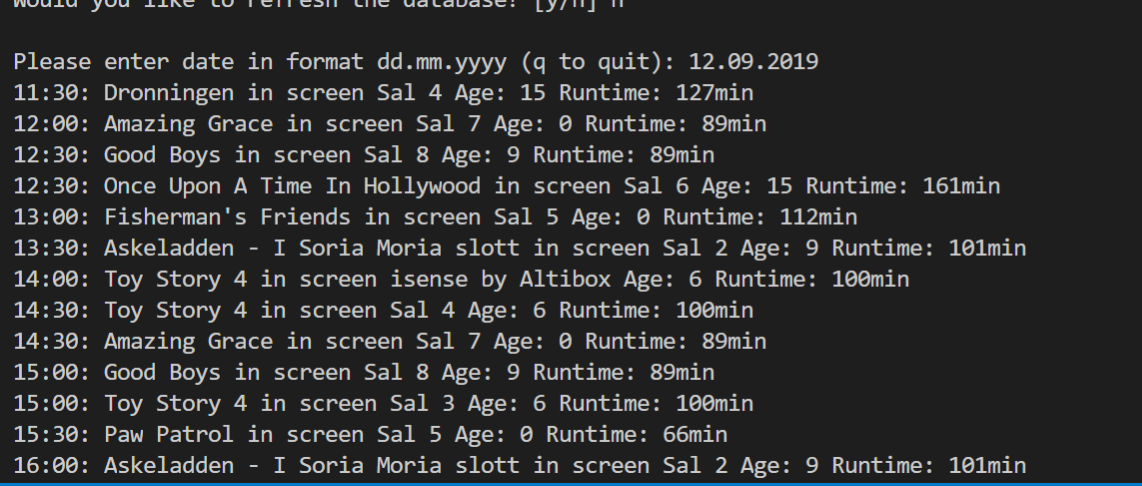 Would you like to refresh the database? [y/n] n
Please enter date in format dd.mm.yyyy (q to quit): 12.09.2019
11:30: Dronningen in screen Sal 4 Age: 15 Runtime: 127min
12:00: Amazing Grace in screen Sal 7 Age: 0 Runtime: 89min
12:30: Good Boys in screen Sal 8 Age: 9 Runtime: 89min
12:30: Once Upon A Time In Hollywood in screen Sal 6 Age: 15 Runtime: 161min
13:00: Fisherman's Friends in screen Sal 5 Age: 0 Runtime: 112min
13:30: Askeladden - I Soria Moria slott in screen Sal 2 Age: 9 Runtime: 101min
14:00: Toy Story 4 in screen isense by Altibox Age: 6 Runtime: 100min
14:30: Toy Story 4 in screen Sal 4 Age: 6 Runtime: 100min
14:30: Amazing Grace in screen Sal 7 Age: 0 Runtime: 89min
15:00: Good Boys in screen Sal 8 Age: 9 Runtime: 89min
15:00: Toy Story 4 in screen Sal 3 Age: 6 Runtime: 100min
15:30: Paw Patrol in screen Sal 5 Age: 0 Runtime: 66min
16:00: Askeladden - I Soria Moria slott in screen Sal 2 Age: 9 Runtime: 101min